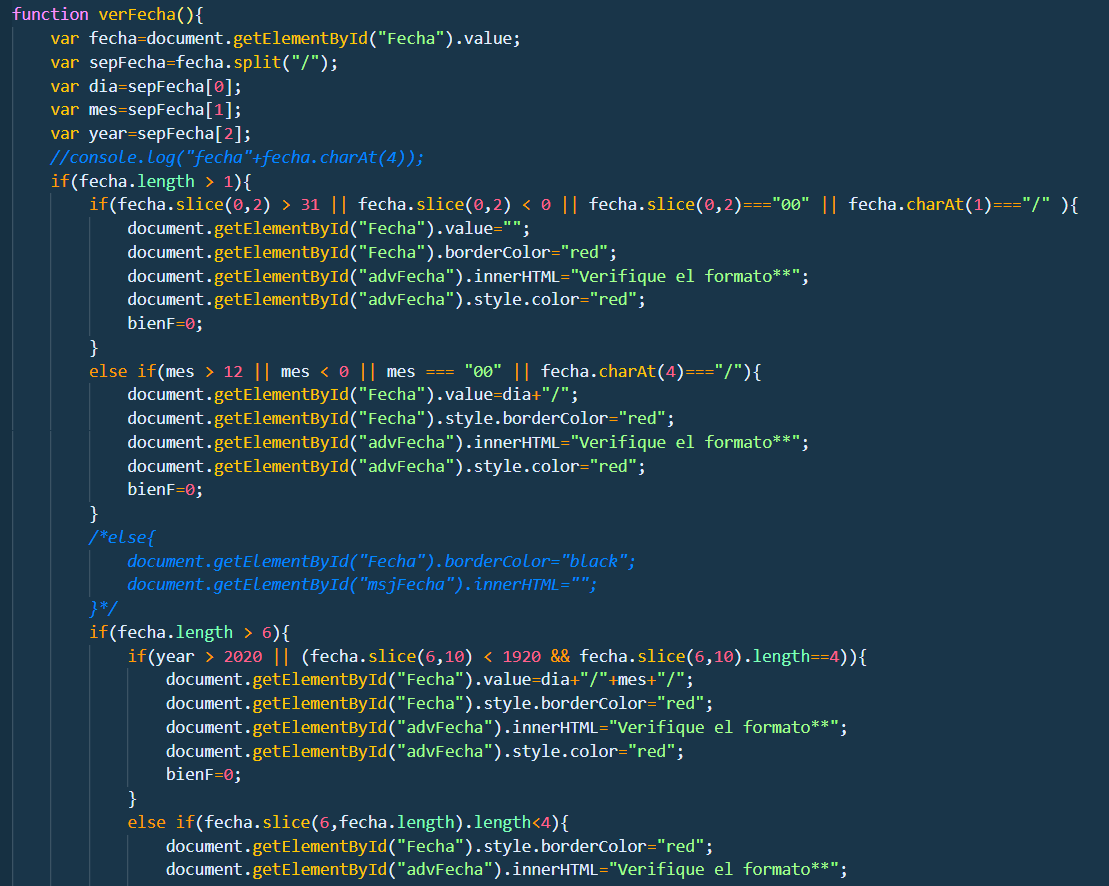 function verFecha(){
    var fecha=document.getElementById("Fecha").value;
    var sepFecha=fecha.split("/");
    var dia=sepFecha[0];
    var mes=sepFecha[1];
    var year=sepFecha[2];
    //console.log("fecha"+fecha.charAt(4));
    if(fecha.length > 1){
        if(fecha.slice(0,2) > 31 || fecha.slice(0,2) < 0 || fecha.slice(0,2)==="00" || fecha.charAt(1)==="/" ){
            document.getElementById("Fecha").value="";
            document.getElementById("Fecha").borderColor="red";
            document.getElementById("advFecha").innerHTML="Verifique el formato**";
            document.getElementById("advFecha").style.color="red";
            bienF=0;
        }
        else if(mes > 12 || mes < 0 || mes === "00" || fecha.charAt(4)==="/"){
            document.getElementById("Fecha").value=dia+"/";
            document.getElementById("Fecha").style.borderColor="red";
            document.getElementById("advFecha").innerHTML="Verifique el formato**";
            document.getElementById("advFecha").style.color="red";
            bienF=0;
        }
        /*else{
            document.getElementById("Fecha").borderColor="black";
            document.getElementById("msjFecha").innerHTML="";
        }*/
        if(fecha.length > 6){
            if(year > 2020 || (fecha.slice(6,10) < 1920 && fecha.slice(6,10).length==4)){
                document.getElementById("Fecha").value=dia+"/"+mes+"/";
                document.getElementById("Fecha").style.borderColor="red";
                document.getElementById("advFecha").innerHTML="Verifique el formato**";
                document.getElementById("advFecha").style.color="red";
                bienF=0;
            }
            else if(fecha.slice(6,fecha.length).length<4){
                document.getElementById("Fecha").style.borderColor="red";
                document.getElementById("advFecha").innerHTML="Verifique el formato**";